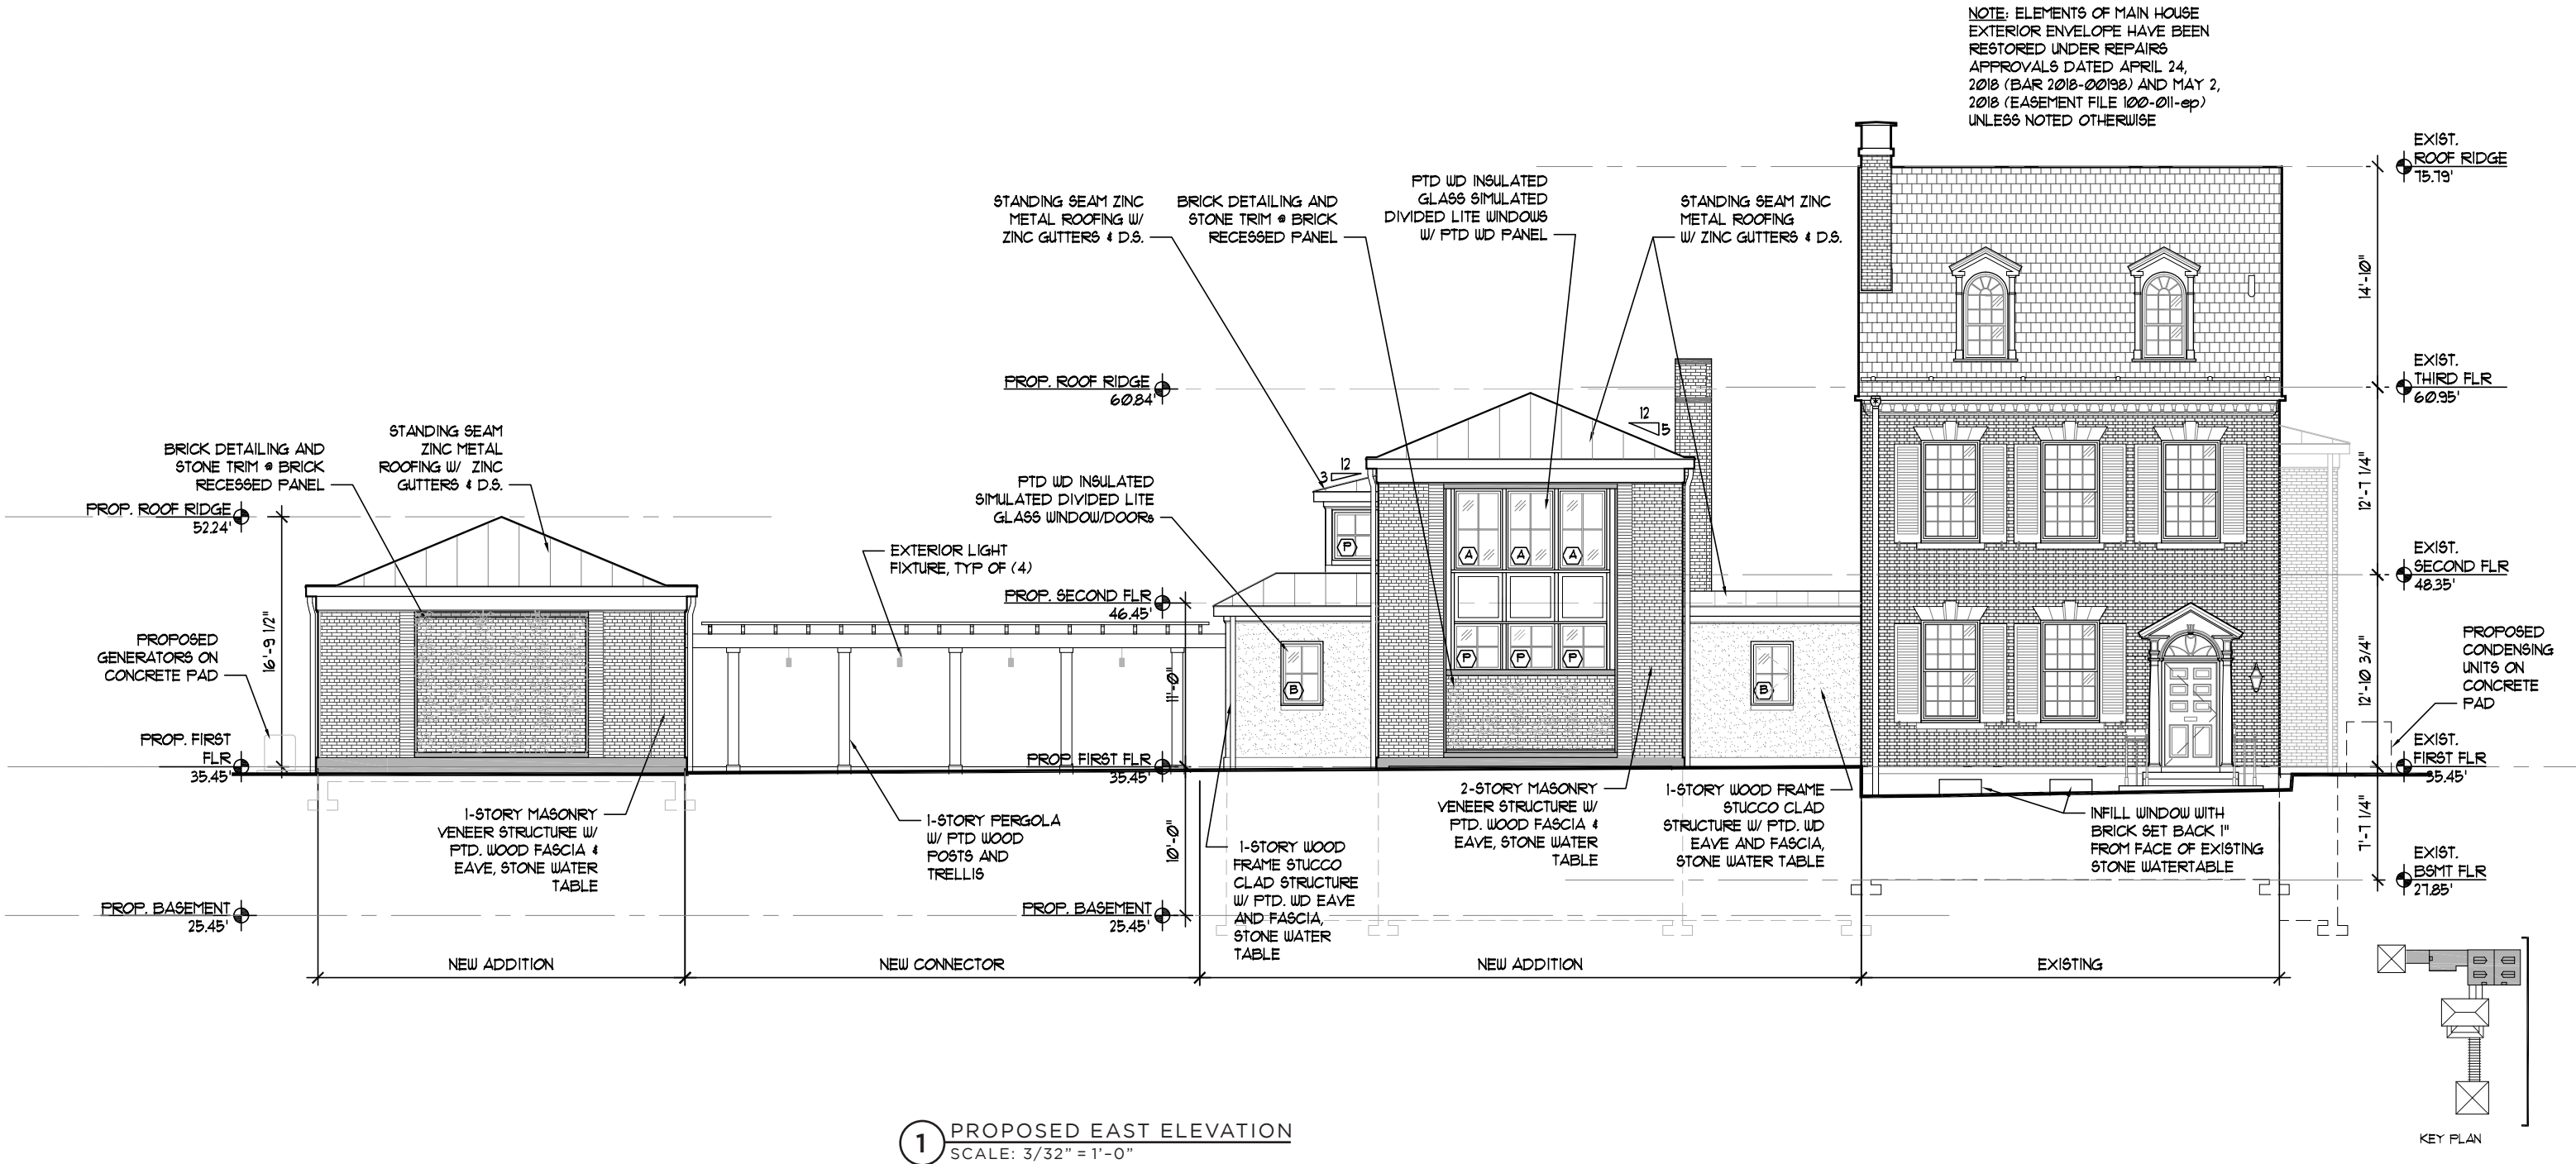 NOTE: ELEMENTS OF MAIN HOUSE
EXTERIOR ENVELOPE HAVE BEEN
RESTORED UNDER REPAIRS
APPROVALS DATED APRIL 24,
2018 (BAR 2018-00198) AND MAY 2,
2018 (EASEMENT FILE 100-011-ep)
UNLESS NOTED OTHERWISE
EXIST.
ROOF RIDGE
75.79'
14'-10"
EXIST.
THIRD FLR
60.95'
12'-7 1/4"
EXIST.
SECOND FLR
48.35'
12'-10 3/4"
EXIST.
FIRST FLR
35.45'
7'-7 1/4"
EXIST.
BSMT FLR
27.85'
PROPOSED
CONDENSING
UNITS ON
CONCRETE
PAD
STANDING SEAM ZINC
METAL ROOFING W/
ZINC GUTTERS & D.S.
BRICK DETAILING AND
STONE TRIM @ BRICK
RECESSED PANEL
PTD WD INSULATED
GLASS SIMULATED
DIVIDED LITE WINDOWS
W/ PTD WD PANEL
STANDING SEAM ZINC
METAL ROOFING
W/ ZINC GUTTERS & D.S.
PROP. ROOF RIDGE
60.84'
12
5
12
3
BRICK DETAILING AND
STONE TRIM @ BRICK
RECESSED PANEL
STANDING SEAM
ZINC METAL
ROOFING W/ ZINC
GUTTERS & D.S.
PROP. ROOF RIDGE
52.24'
16'-9 1/2"
PTD WD INSULATED
SIMULATED DIVIDED LITE
GLASS WINDOW/DOORs
EXTERIOR LIGHT
FIXTURE, TYP OF (4)
PROP. SECOND FLR
46.45'
11'-0"
P
A
A
A
P
P
P
B
B
PROPOSED
GENERATORS ON
CONCRETE PAD
PROP. FIRST
FLR
35.45'
PROP. FIRST FLR
35.45'
10'-0"
1-STORY MASONRY
VENEER STRUCTURE W/
PTD. WOOD FASCIA &
EAVE, STONE WATER
TABLE
1-STORY PERGOLA
W/ PTD WOOD
POSTS AND
TRELLIS
1-STORY WOOD
FRAME STUCCO
CLAD STRUCTURE
W/ PTD. WD EAVE
AND FASCIA,
STONE WATER
TABLE
2-STORY MASONRY
VENEER STRUCTURE W/
PTD. WOOD FASCIA &
EAVE, STONE WATER
TABLE
1-STORY WOOD FRAME
STUCCO CLAD
STRUCTURE W/ PTD. WD
EAVE AND FASCIA,
STONE WATER TABLE
INFILL WINDOW WITH
BRICK SET BACK 1"
FROM FACE OF EXISTING
STONE WATERTABLE
PROP. BASEMENT
25.45'
PROP. BASEMENT
25.45'
NEW ADDITION
NEW CONNECTOR
NEW ADDITION
EXISTING
KEY PLAN
1
PROPOSED EAST ELEVATION
SCALE: 3/32" = 1'-0"